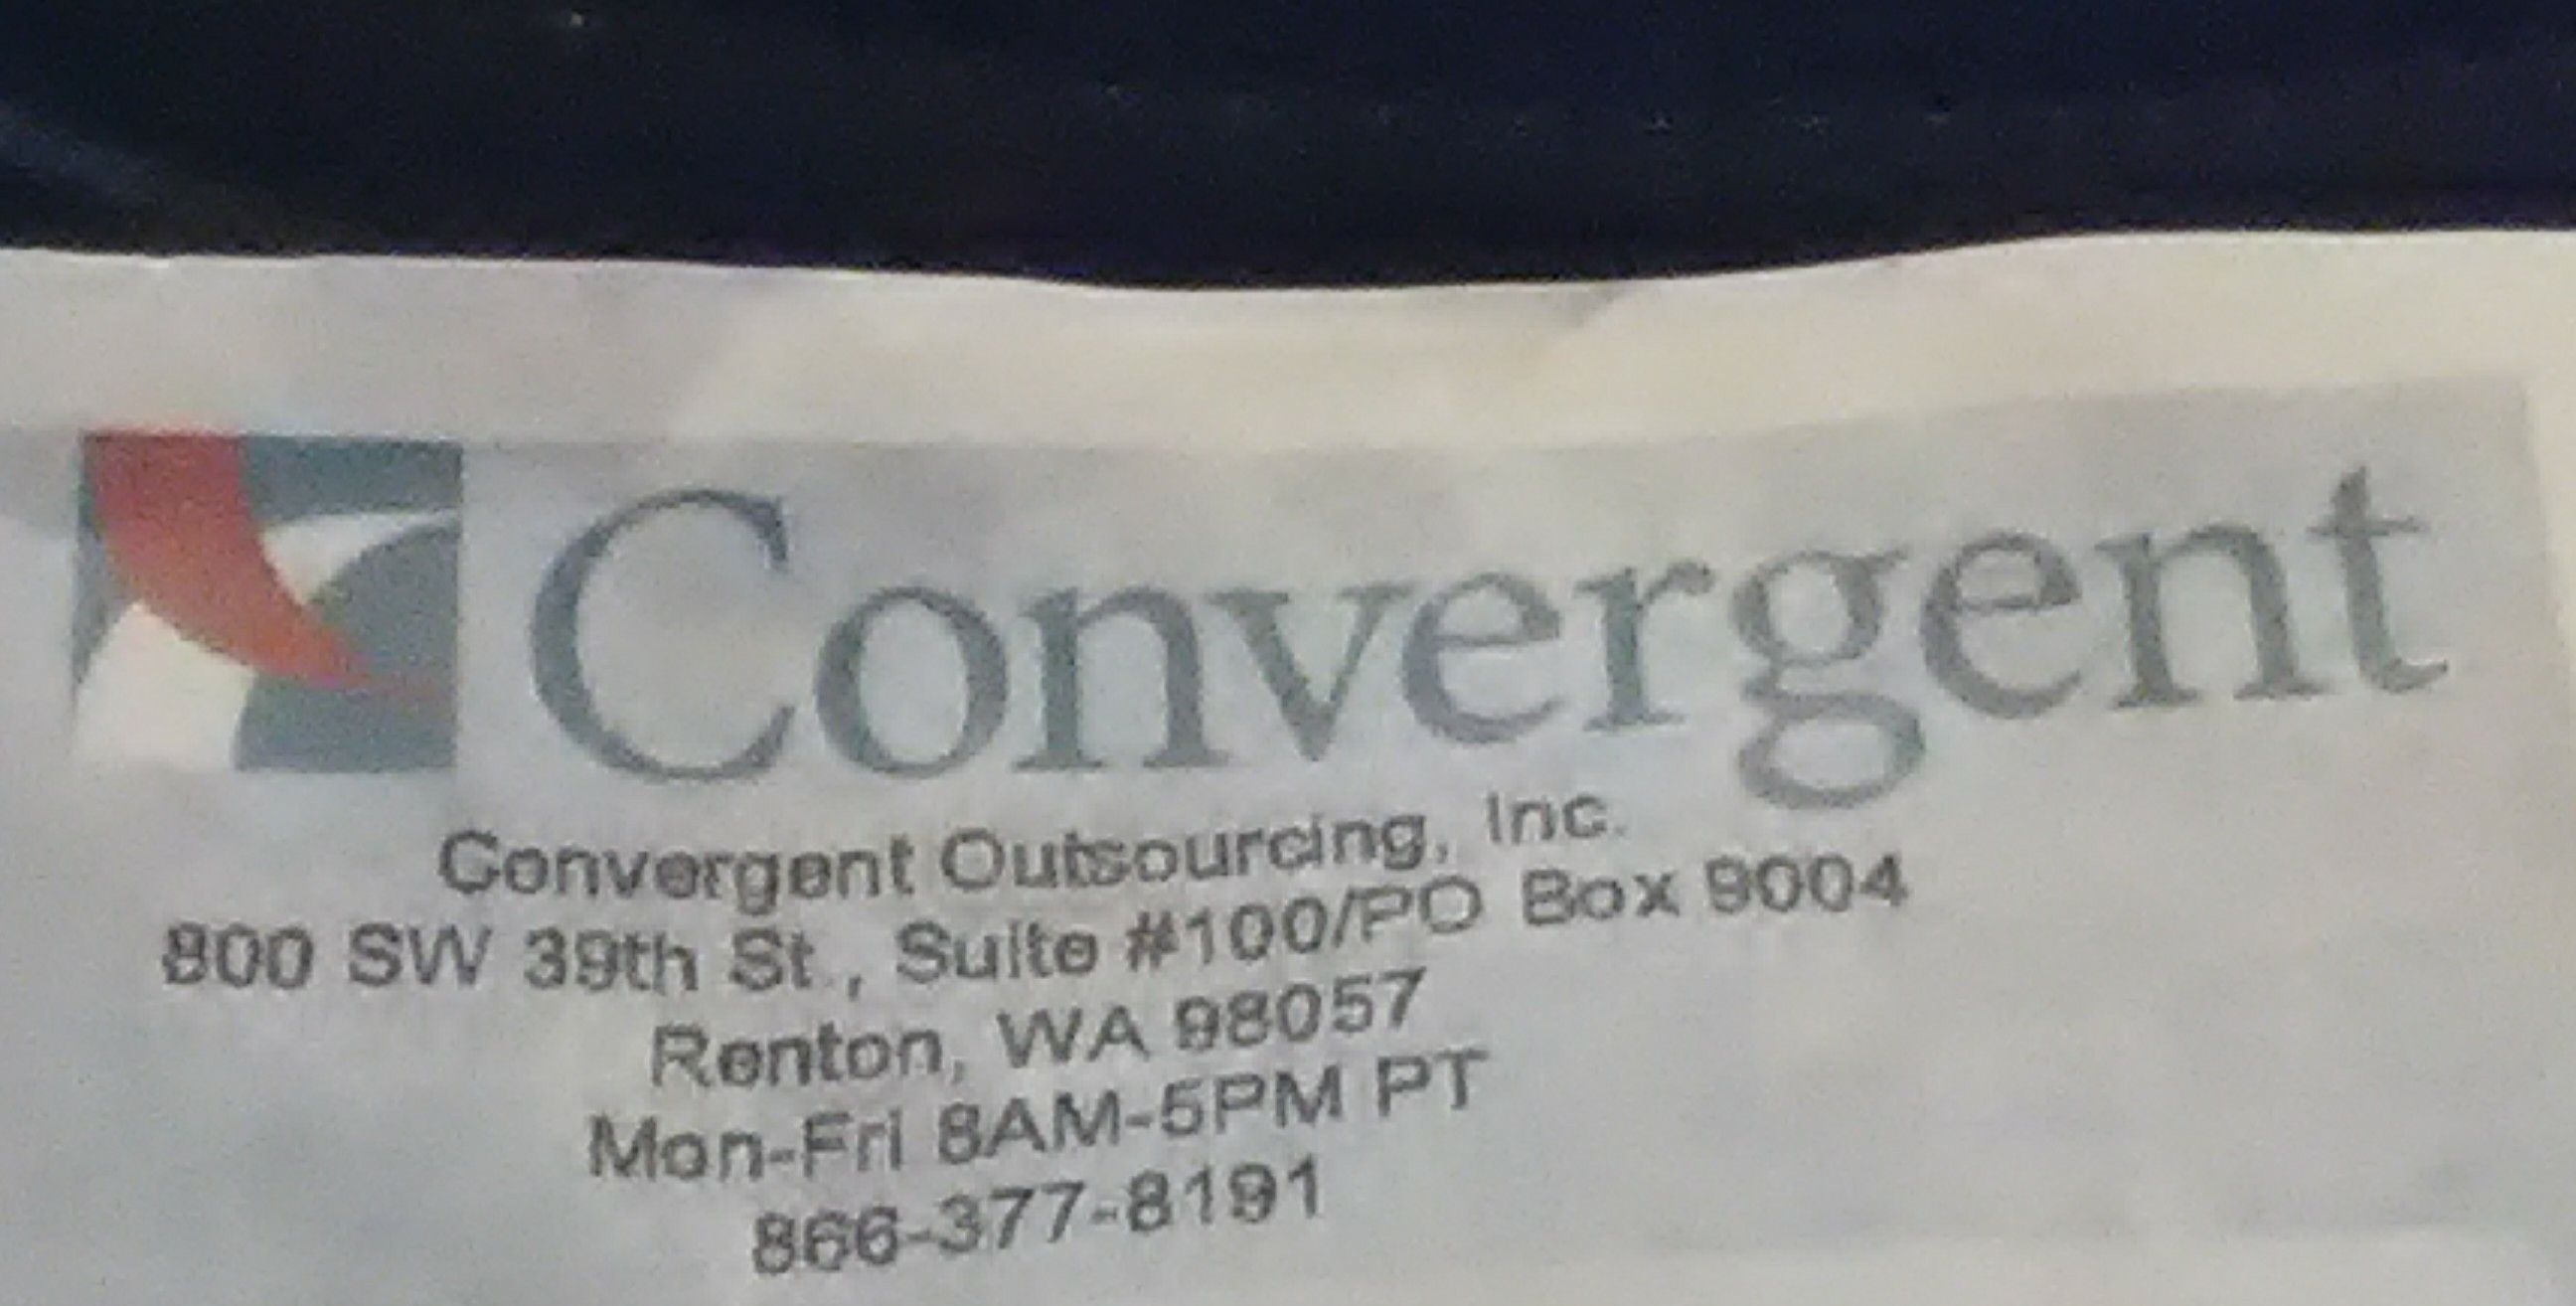 Convergent
Convergent Outsourcing, Inc.
800 SW 39th St., Suite #100/PO Box 9004
Renton, WA 98057
Mon-Fri 8AM-5PM PT
866-377-8191